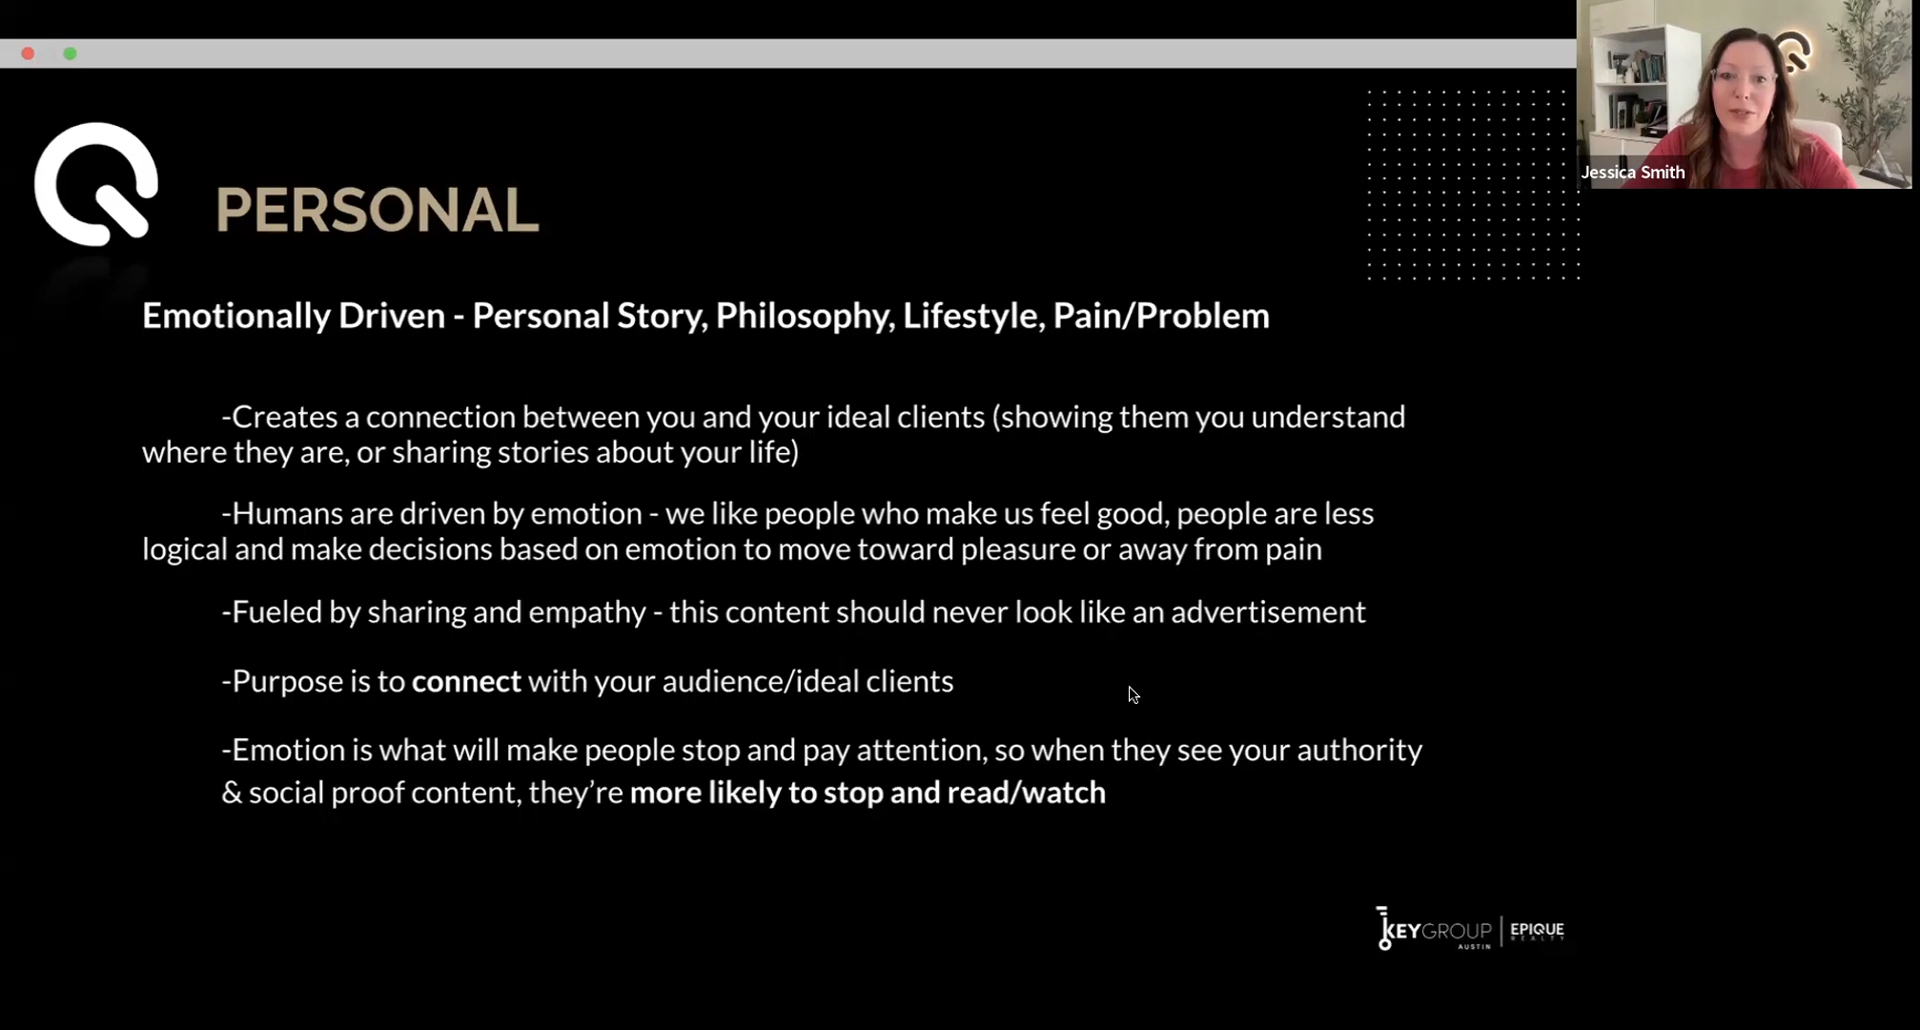 Jessica Smith
PERSONAL
Emotionally Driven - Personal Story, Philosophy, Lifestyle, Pain/Problem
-Creates a connection between you and your ideal clients (showing them you understand
where they are, or sharing stories about your life)
-Humans are driven by emotion - we like people who make us feel good, people are less
logical and make decisions based on emotion to move toward pleasure or away from pain
-Fueled by sharing and empathy - this content should never look like an advertisement
-Purpose is to connect with your audience/ideal clients
-Emotion is what will make people stop and pay attention, so when they see your authority
& social proof content, they’re more likely to stop and read/watch
KEYGROUP
AUSTIN
EPIQUE
REALTY